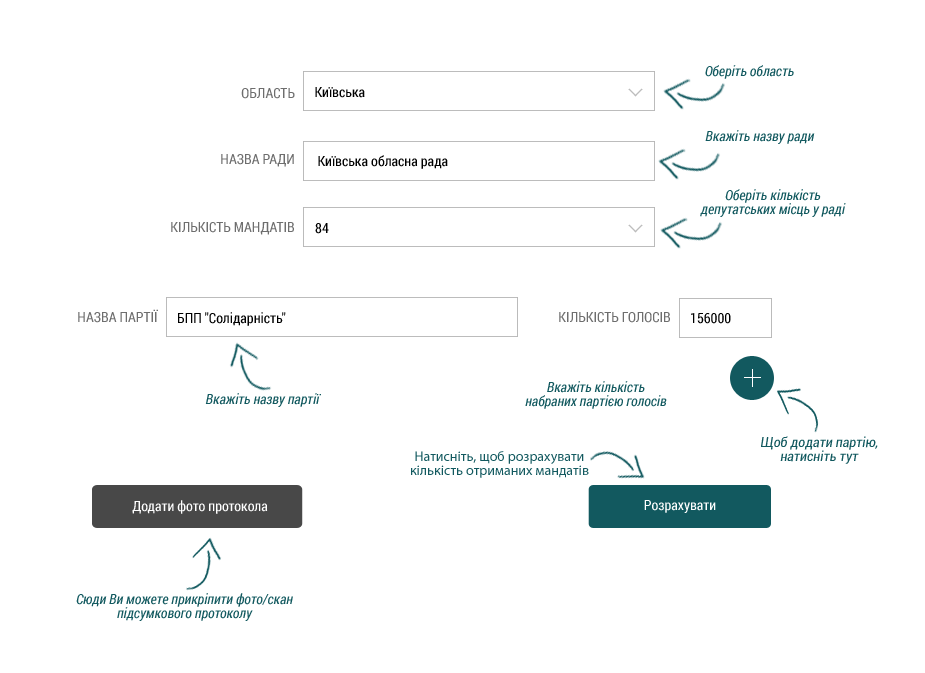 Оберіть область
ОБЛАСТЬ
Київська
Вкажіть назву ради
НАЗВА РАДИ
Київська обласна рада
Оберіть кількість
депутатських місць у раді
КІЛЬКІСТЬ МАНДАТІВ
84
НАЗВА ПАРТІЇ
БПП "Солідарність"
КІЛЬКІСТЬ ГОЛОСІВ
156000
Вкажіть назву партії
Вкажіть кількість
набраних партією голосів
Щоб додати партію,
натисніть тут
Натисніть, щоб розрахувати
кількість отриманих мандатів
Додати фото протокола
Розрахувати
Сюди Ви можете прикріпити фото/скан
підсумкового протоколу